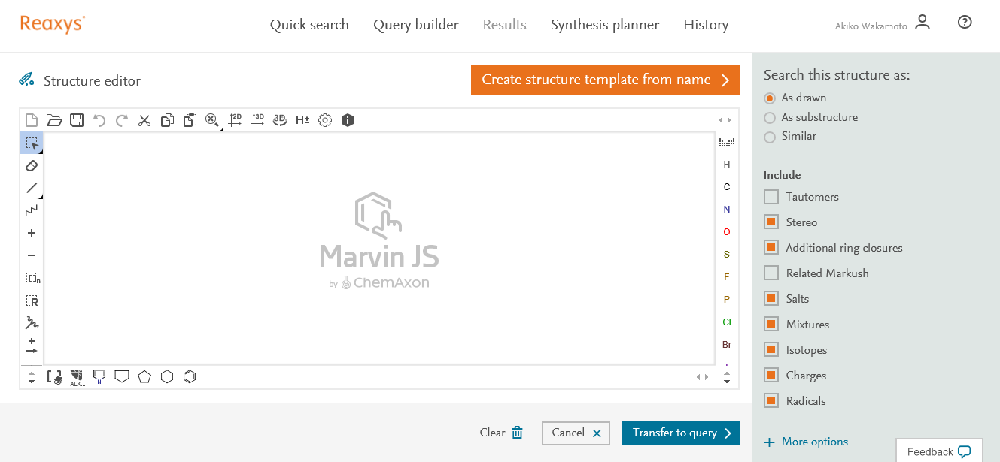 Reaxys®
Quick search
Query builder
Results
Synthesis planner
History
Akiko Wakamoto
Structure editor
Create structure template from name
2D
3D
3D
H±
Marvin JS
by ChemAxon
H
C
N
O
S
F
P
Cl
Br
n
R
ALK...
Clear
Cancel
Transfer to query
Search this structure as:
As drawn
As substructure
Similar
Include
Tautomers
Stereo
Additional ring closures
Related Markush
Salts
Mixtures
Isotopes
Charges
Radicals
More options
Feedback